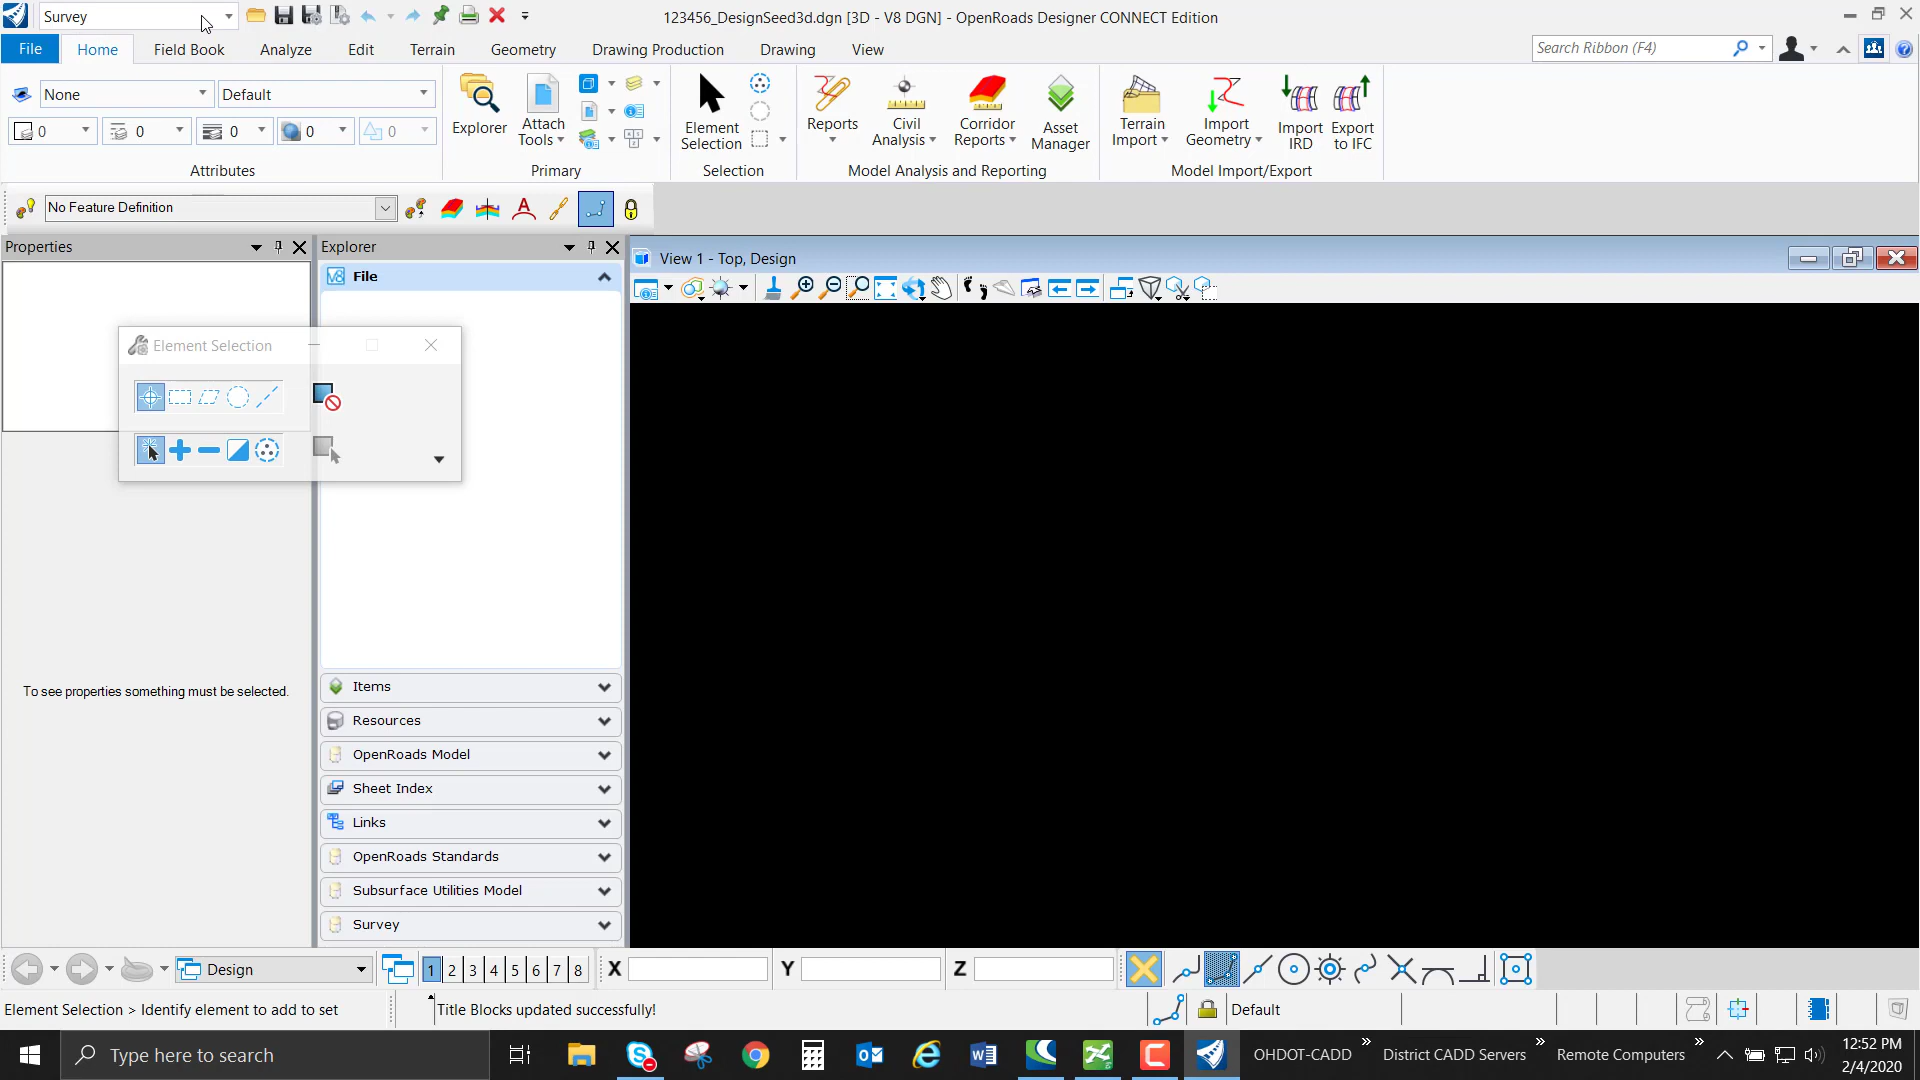 Survey
123456_DesignSeed3d.dgn [3D - V8 DGN] - OpenRoads Designer CONNECT Edition
File
Home
Field Book
Analyze
Edit
Terrain
Geometry
Drawing Production
Drawing
View
Search Ribbon (F4)
None
Default
0
0
0
0
0
Attributes
Explorer
Attach
Tools
Primary
Element
Selection
Selection
Reports
Civil
Analysis
Corridor
Reports
Asset
Manager
Model Analysis and Reporting
Terrain
Import
Import
Geometry
Import
IRD
Export
to IFC
Model Import/Export
No Feature Definition
Properties
Explorer
View 1 - Top, Design
File
Element Selection
To see properties something must be selected.
Items
Resources
OpenRoads Model
Sheet Index
Links
OpenRoads Standards
Subsurface Utilities Model
Survey
Design
1 2 3 4 5 6 7 8
X
Y
Z
Element Selection > Identify element to add to set
Title Blocks updated successfully!
Default
Type here to search
OHDOT-CADD
District CADD Servers
Remote Computers
12:52 PM
2/4/2020